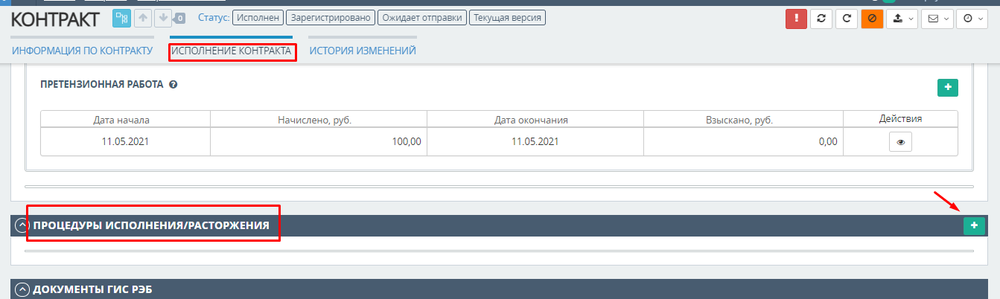 КОНТРАКТ 0 Статус: Исполнен Зарегистрировано Ожидает отправки Текущая версия
ИНФОРМАЦИЯ ПО КОНТРАКТУ ИСПОЛНЕНИЕ КОНТРАКТА ИСТОРИЯ ИЗМЕНЕНИЙ
ПРЕТЕНЗИОННАЯ РАБОТА
Дата начала Начислено, руб. Дата окончания Взыскано, руб. Действия
11.05.2021 100,00 11.05.2021 0,00
ПРОЦЕДУРЫ ИСПОЛНЕНИЯ/РАСТОРЖЕНИЯ
ДОКУМЕНТЫ ГИС РЭБ